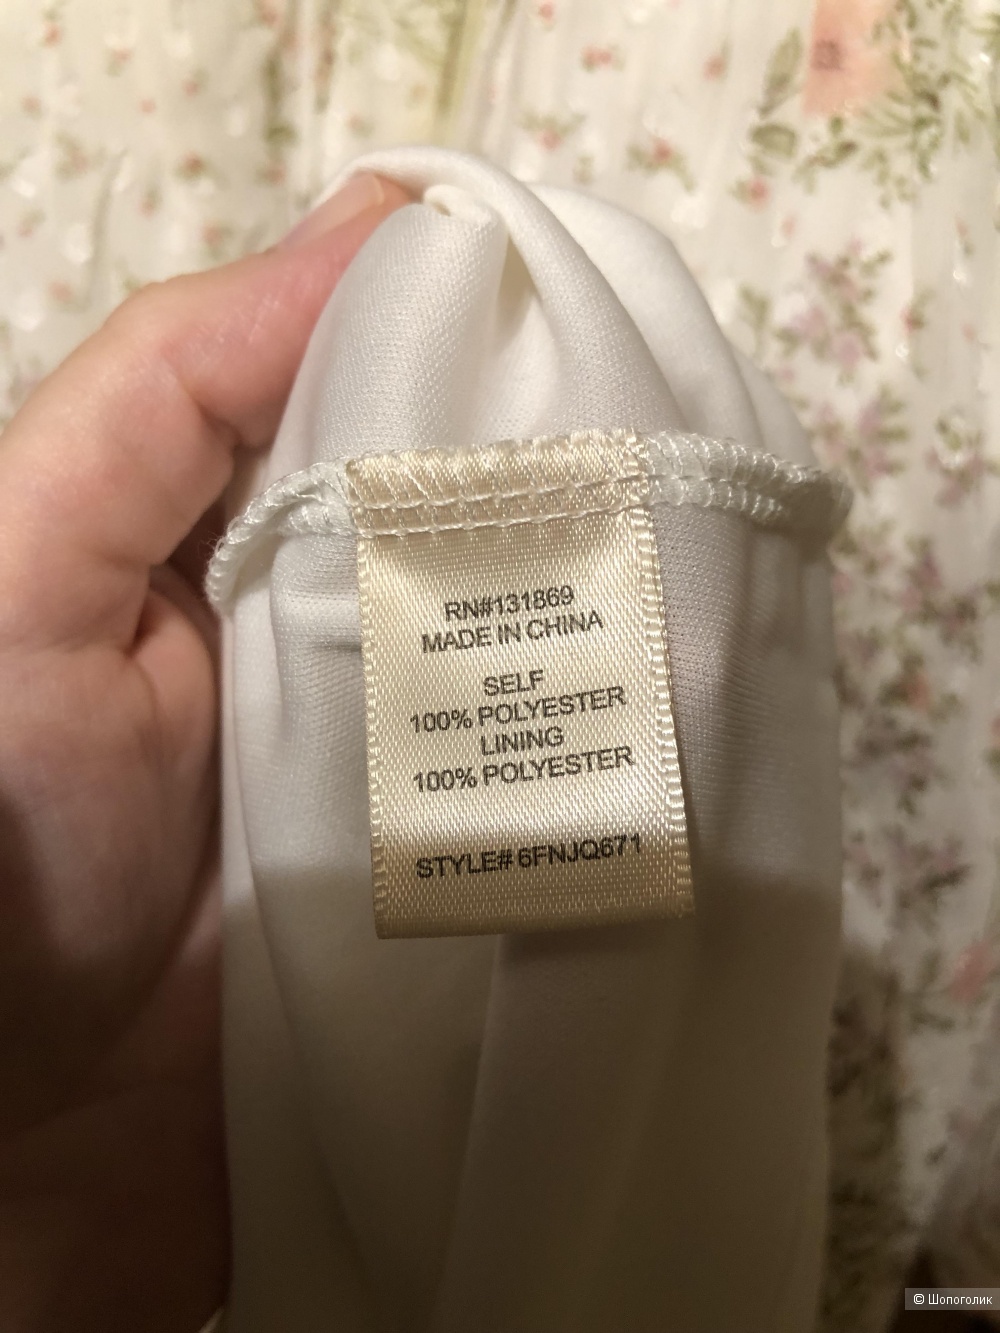 RN#131869
MADE IN CHINA
SELF
100% POLYESTER
LINING
100% POLYESTER
STYLE# 6FNJQ671
© Шопоголик